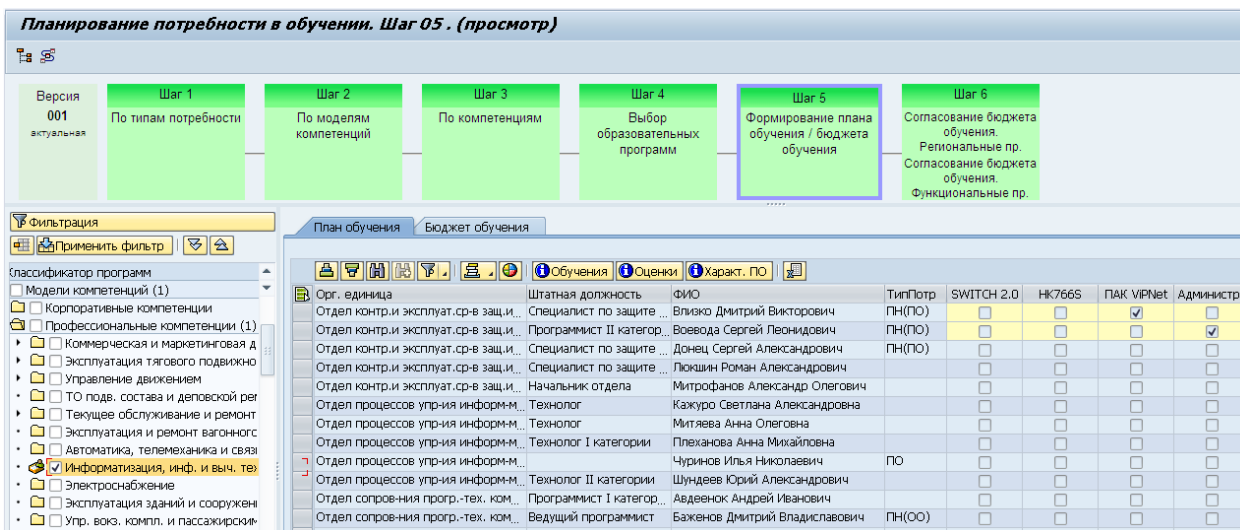 Планирование потребности в обучении. Шаг 05 . (просмотр)
Версия
001
актуальная
Шаг 1
По типам потребности
Шаг 2
По моделям
компетенций
Шаг 3
По компетенциям
Шаг 4
Выбор
образовательных
программ
Шаг 5
Формирование плана
обучения / бюджета
обучения
Шаг 6
Согласование бюджета
обучения.
Региональные пр.
Согласование бюджета
обучения.
Функциональные пр.
Фильтрация
Применить фильтр
Классификатор программ
Модели компетенций (1)
Корпоративные компетенции
Профессиональные компетенции (1)
Коммерческая и маркетинговая д
Эксплуатация тягового подвижно
Управление движением
ТО подв. состава и деповской рем
Текущее обслуживание и ремонт
Эксплуатация и ремонт вагонногс
Автоматика, телемеханика и связ
Информатизация, инф. и выч. тех
Электроснабжение
Эксплуатация зданий и сооружен
Упр. вокз. компл. и пассажирским
План обучения Бюджет обучения
Обучения Оценки Характ. ПО
Орг. единица Штатная должность ФИО ТипПотр SWITCH 2.0 НК766S ПАК ViPNet Администр
Отдел контр.и эксплуат.ср-в защ.и... Специалист по защите ... Влизко Дмитрий Викторович ПН(ПО)
Отдел контр.и эксплуат.ср-в защ.и... Программист II категор... Воевода Сергей Леонидович ПН(ПО)
Отдел контр.и эксплуат.ср-в защ.и... Специалист по защите ... Донец Сергей Александрович ПН(ПО)
Отдел контр.и эксплуат.ср-в защ.и... Специалист по защите ... Люкшин Роман Александрович
Отдел контр.и эксплуат.ср-в защ.и... Начальник отдела Митрофанов Александр Олегович
Отдел процессов упр-ия информ-м... Технолог Кажуро Светлана Александровна
Отдел процессов упр-ия информ-м... Технолог Митяева Анна Олеговна
Отдел процессов упр-ия информ-м... Технолог I категории Плеханова Анна Михайловна
Отдел процессов упр-ия информ-м... Чуринов Илья Николаевич ПО
Отдел процессов упр-ия информ-м... Технолог II категории Шундеев Юрий Александрович
Отдел сопров-ния прогр.-тех. ком... Программист I категор... Авдеенок Андрей Иванович
Отдел сопров-ния прогр.-тех. ком... Ведущий программист Баженов Дмитрий Владиславович ПН(ОО)